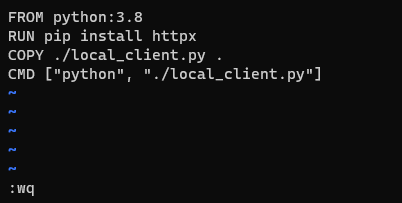 FROM python:3.8
RUN pip install httpx
COPY ./local_client.py .
CMD ["python", "./local_client.py"]
~
~
~
~
~
:wq